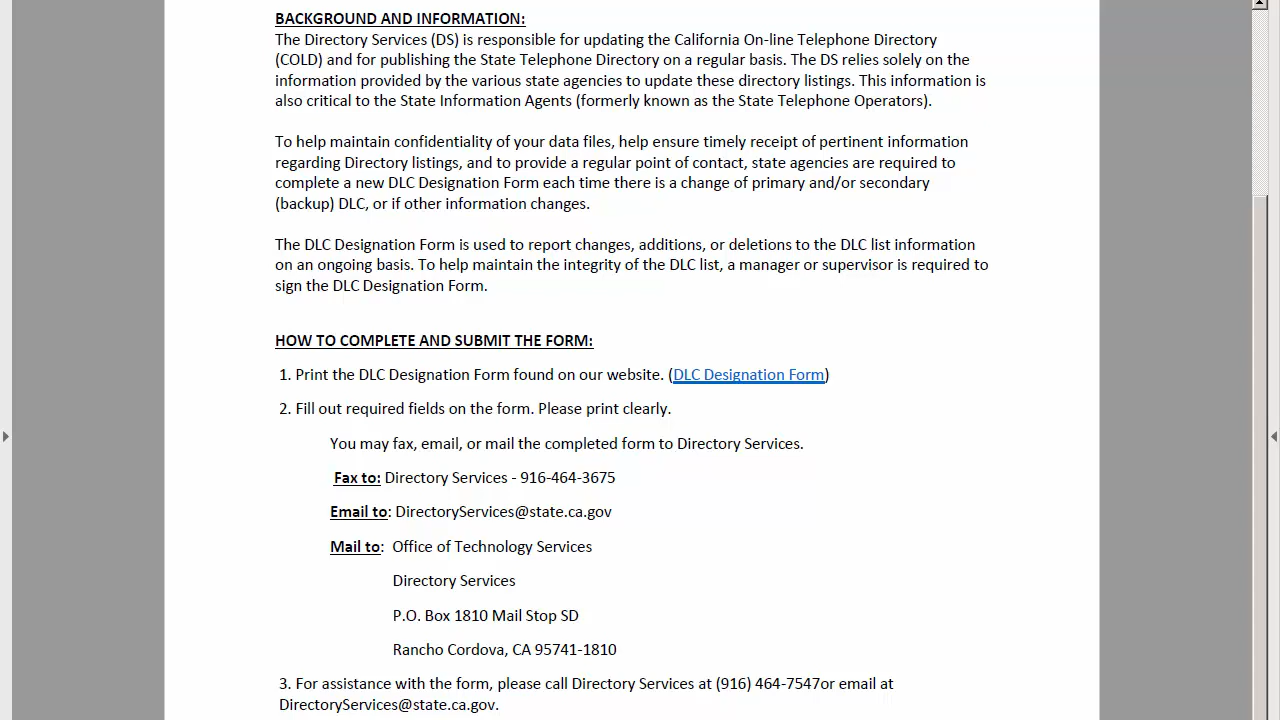 BACKGROUND AND INFORMATION:
The Directory Services (DS) is responsible for updating the California On-line Telephone Directory
(COLD) and for publishing the State Telephone Directory on a regular basis. The DS relies solely on the
information provided by the various state agencies to update these directory listings. This information is
also critical to the State Information Agents (formerly known as the State Telephone Operators).
To help maintain confidentiality of your data files, help ensure timely receipt of pertinent information
regarding Directory listings, and to provide a regular point of contact, state agencies are required to
complete a new DLC Designation Form each time there is a change of primary and/or secondary
(backup) DLC, or if other information changes.
The DLC Designation Form is used to report changes, additions, or deletions to the DLC list information
on an ongoing basis. To help maintain the integrity of the DLC list, a manager or supervisor is required to
sign the DLC Designation Form.
HOW TO COMPLETE AND SUBMIT THE FORM:
1. Print the DLC Designation Form found on our website. (DLC Designation Form)
2. Fill out required fields on the form. Please print clearly.
You may fax, email, or mail the completed form to Directory Services.
Fax to: Directory Services - 916-464-3675
Email to: DirectoryServices@state.ca.gov
Mail to: Office of Technology Services
Directory Services
P.O. Box 1810 Mail Stop SD
Rancho Cordova, CA 95741-1810
3. For assistance with the form, please call Directory Services at (916) 464-7547or email at
DirectoryServices@state.ca.gov.